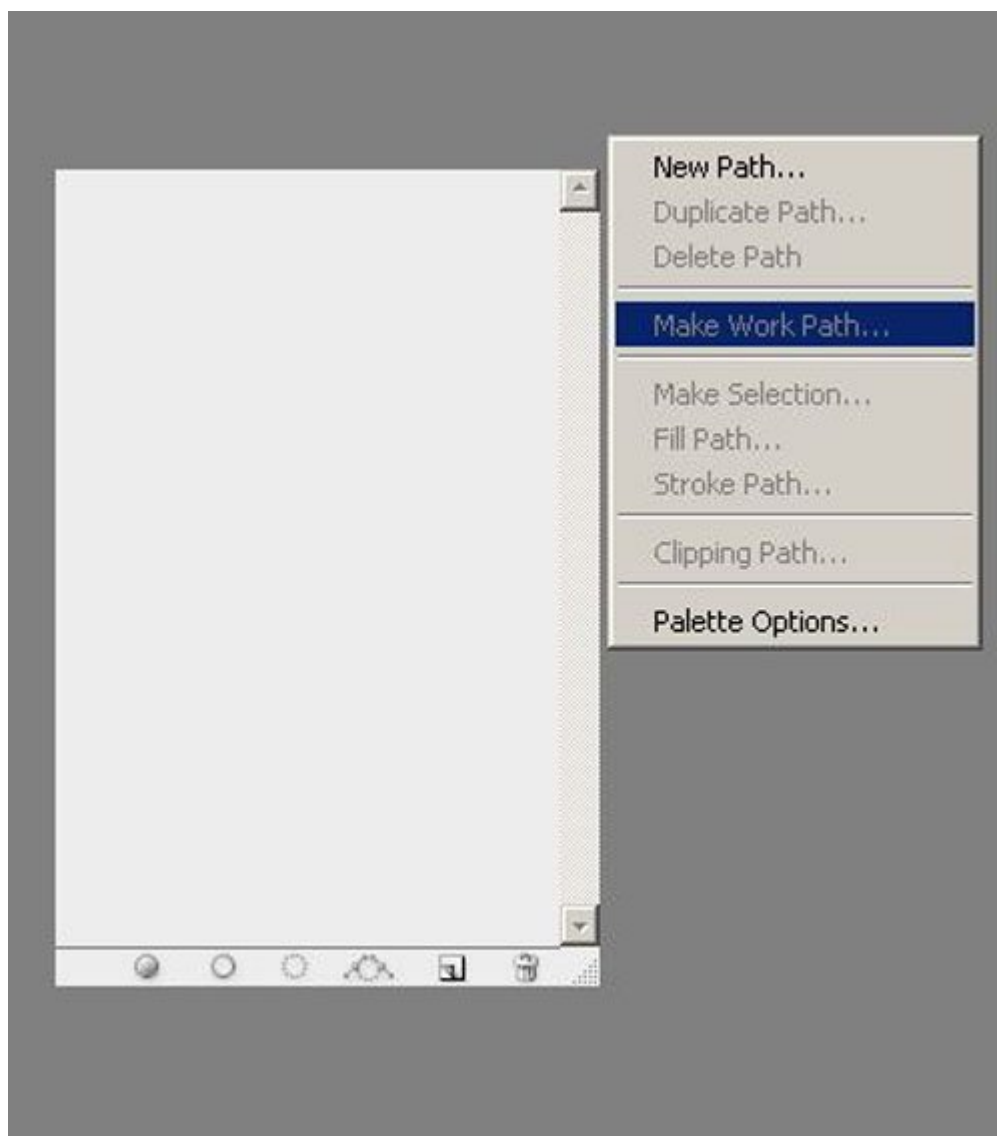 New Path...
Duplicate Path...
Delete Path
Make Work Path...
Make Selection...
Fill Path...
Stroke Path...
Clipping Path...
Palette Options...